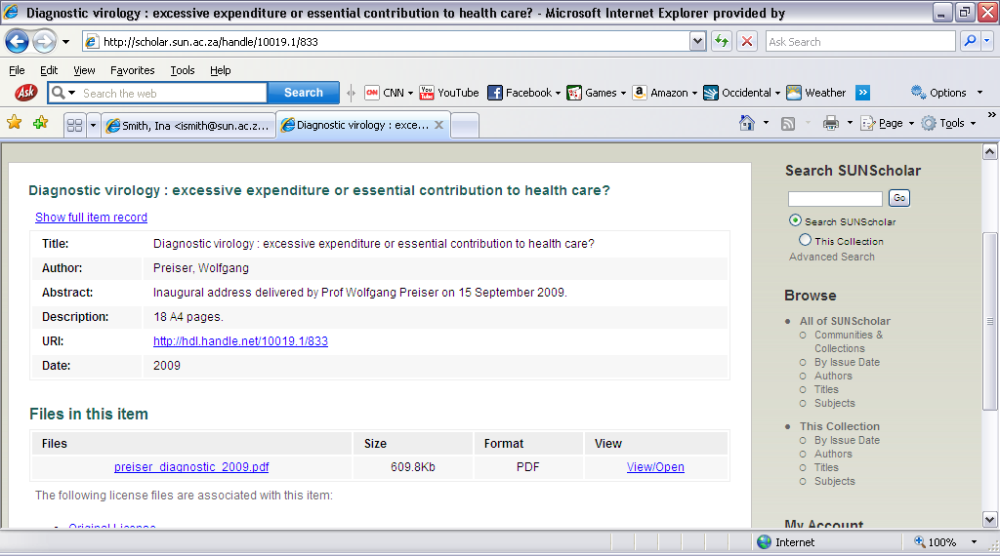 Diagnostic virology : excessive expenditure or essential contribution to health care? - Microsoft Internet Explorer provided by
http://scholar.sun.ac.za/handle/10019.1/833
Ask Search
File Edit View Favorites Tools Help
Ask Search the web Search CNN YouTube Facebook Games Amazon Occidental Weather Options
Smith, Ina <ismith@sun.ac.z... Diagnostic virology : exce... Page Tools
Diagnostic virology : excessive expenditure or essential contribution to health care?
Show full item record
Title: Diagnostic virology : excessive expenditure or essential contribution to health care?
Author: Preiser, Wolfgang
Abstract: Inaugural address delivered by Prof Wolfgang Preiser on 15 September 2009.
Description: 18 A4 pages.
URI: http://hdl.handle.net/10019.1/833
Date: 2009
Files in this item
Files Size Format View
preiser_diagnostic_2009.pdf 609.8Kb PDF View/Open
The following license files are associated with this item:
Original License
Search SUNScholar
Go
Search SUNScholar
This Collection
Advanced Search
Browse
All of SUNScholar
Communities &
Collections
By Issue Date
Authors
Titles
Subjects
This Collection
By Issue Date
Authors
Titles
Subjects
My Account
Internet 100%